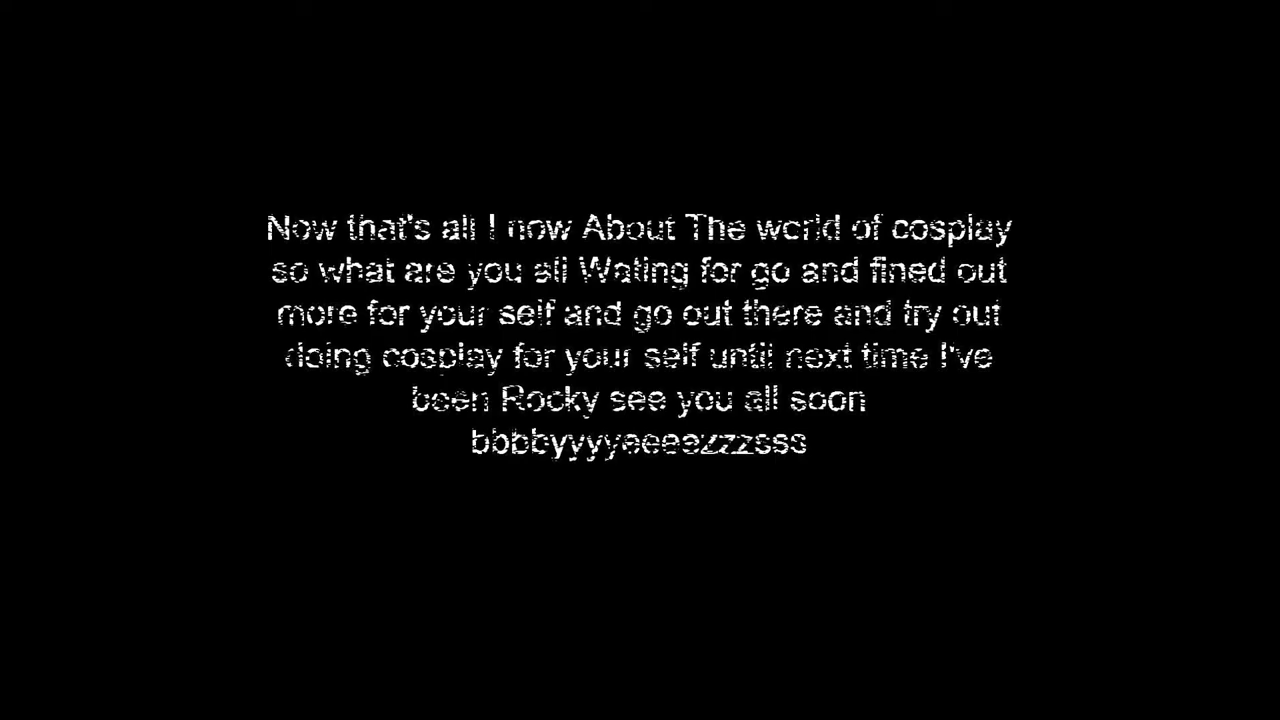 Now that's all I now About The world of cosplay
so what are you all Wating for go and fined out
more for your self and go out there and try out
doing cosplay for your self until next time I've
been Rocky see you all soon
bbbbyyyyeeeezzzsss